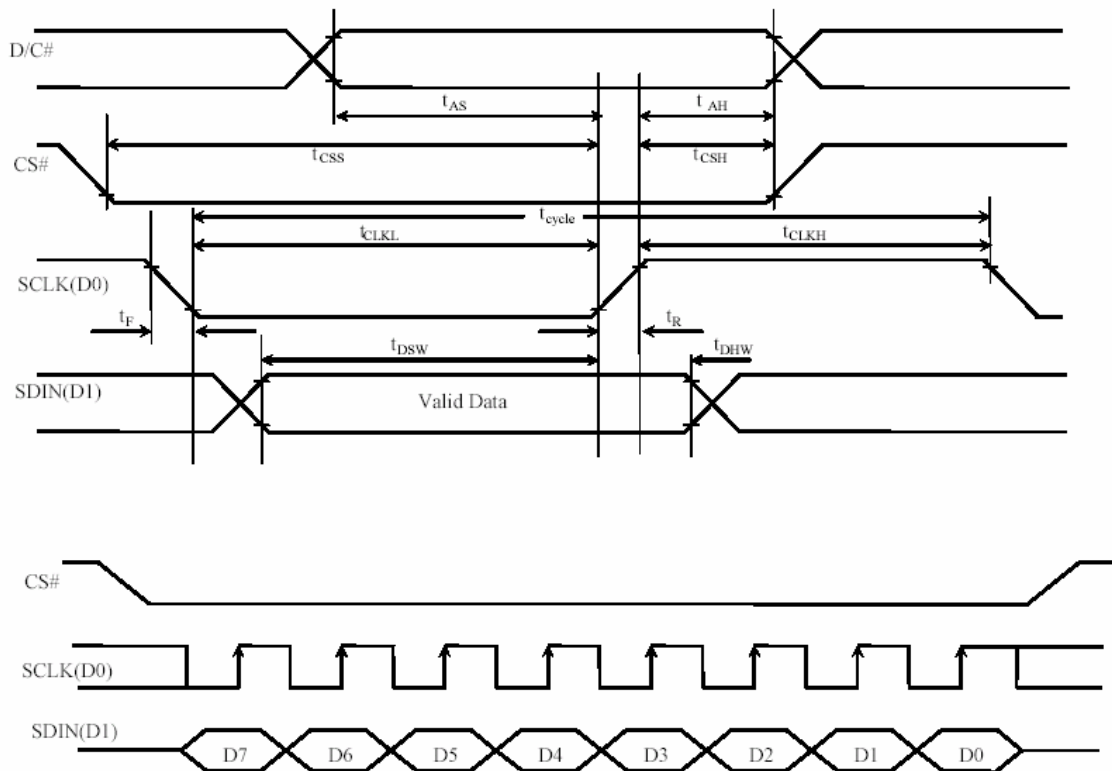 D/C#
tAS
t AH
CS#
tCSS
tCSH
tcycle
tCLKL
tCLKH
SCLK(D0)
tF
tR
tDSW
tDHW
SDIN(D1)
Valid Data
CS#
SCLK(D0)
SDIN(D1)
D7 D6 D5 D4 D3 D2 D1 D0